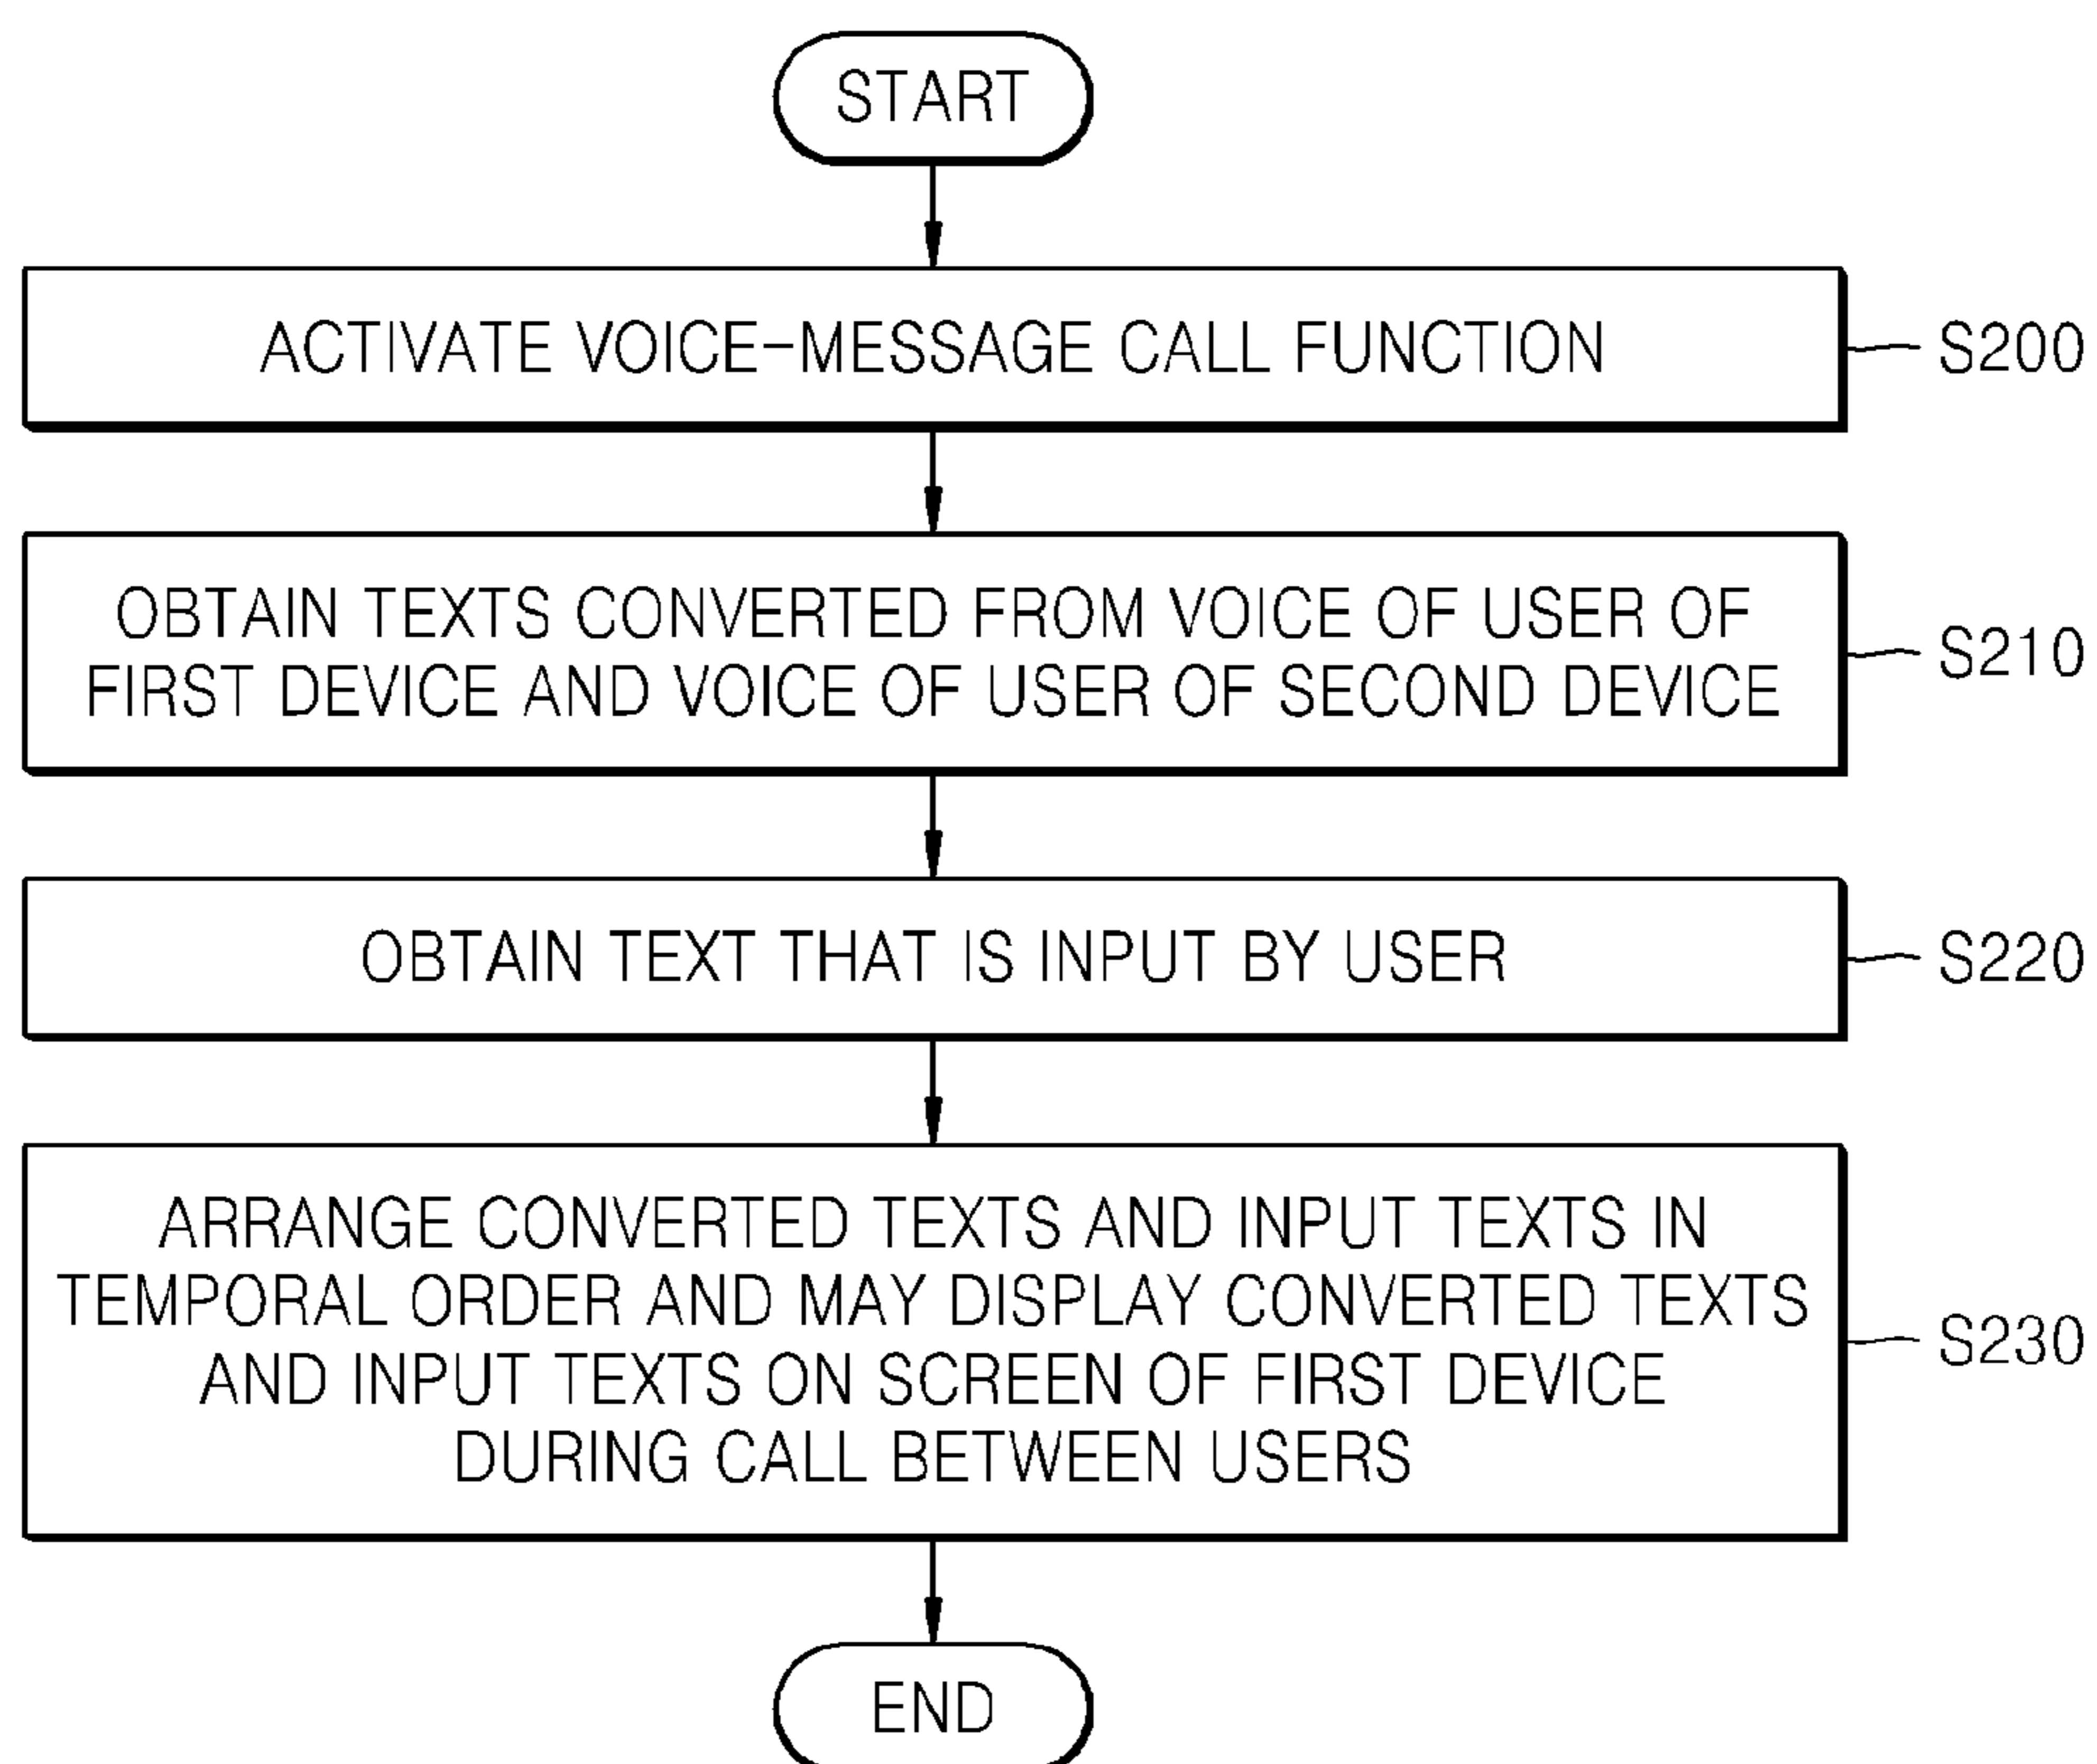 START
ACTIVATE VOICE-MESSAGE CALL FUNCTION
S200
OBTAIN TEXTS CONVERTED FROM VOICE OF USER OF
FIRST DEVICE AND VOICE OF USER OF SECOND DEVICE
S210
OBTAIN TEXT THAT IS INPUT BY USER
S220
ARRANGE CONVERTED TEXTS AND INPUT TEXTS IN
TEMPORAL ORDER AND MAY DISPLAY CONVERTED TEXTS
AND INPUT TEXTS ON SCREEN OF FIRST DEVICE
DURING CALL BETWEEN USERS
S230
END